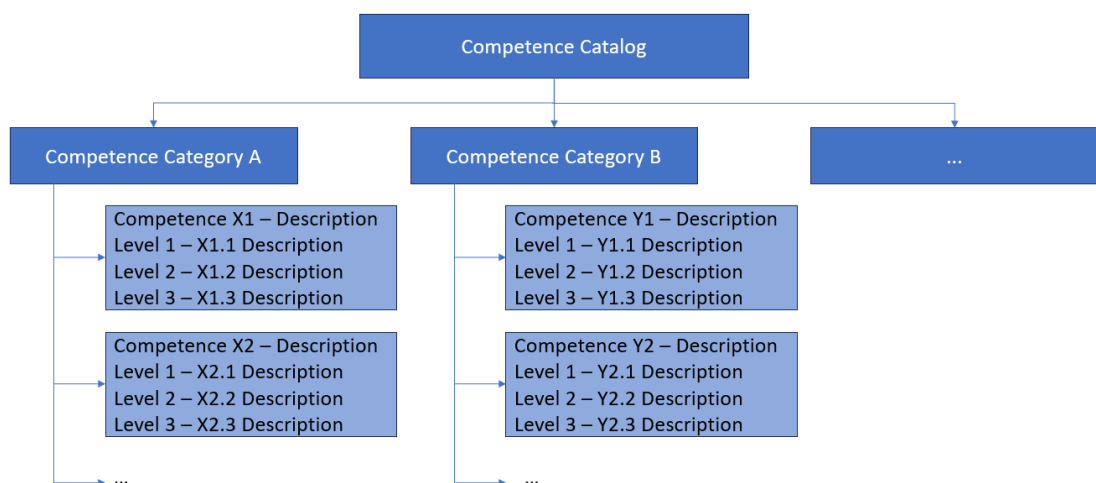 Competence Catalog
Competence Category A
Competence Category B
...
Competence X1 – Description
Level 1 – X1.1 Description
Level 2 – X1.2 Description
Level 3 – X1.3 Description
Competence Y1 – Description
Level 1 – Y1.1 Description
Level 2 – Y1.2 Description
Level 3 – Y1.3 Description
Competence X2 – Description
Level 1 – X2.1 Description
Level 2 – X2.2 Description
Level 3 – X2.3 Description
Competence Y2 – Description
Level 1 – Y2.1 Description
Level 2 – Y2.2 Description
Level 3 – Y2.3 Description
...
...